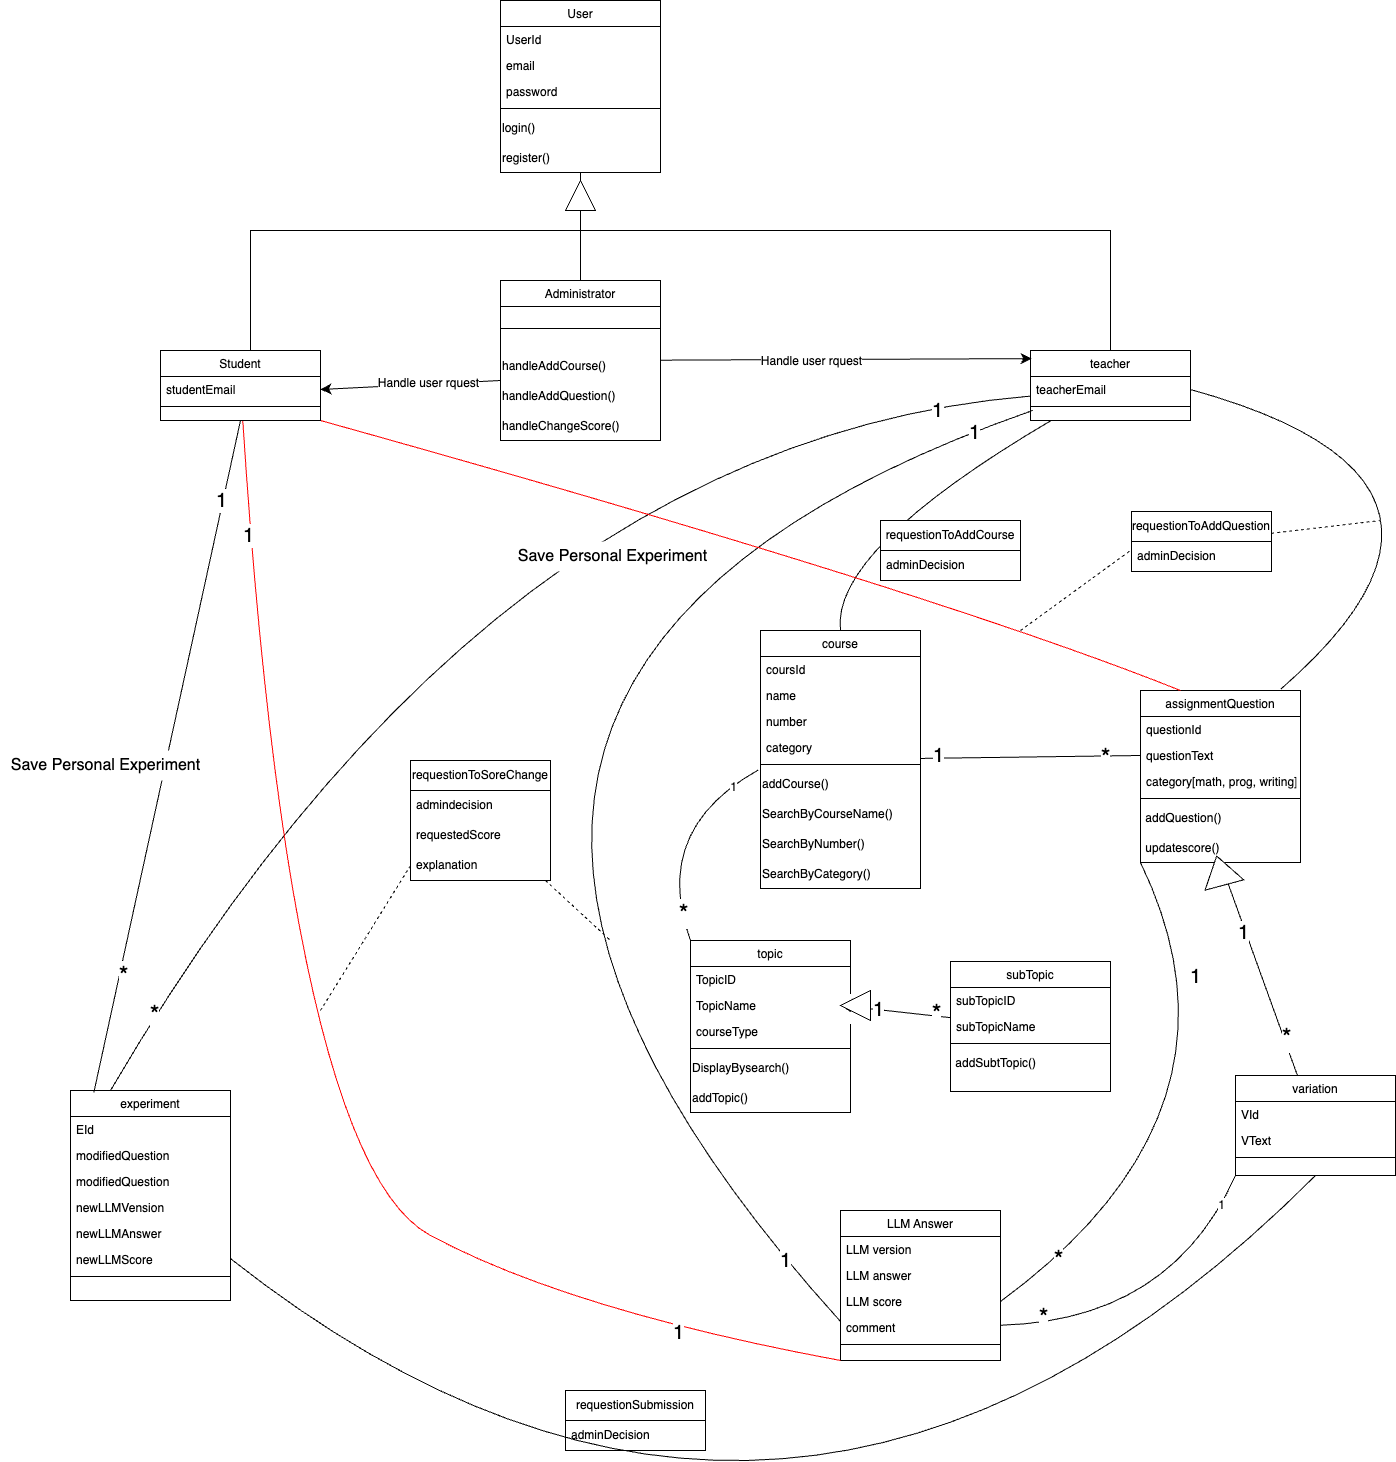 User
UserId
email
password
login()
register()
Administrator
handleAddCourse()
handleAddQuestion()
handleChangeScore()
Student
studentEmail
Handle user rquest
Handle user rquest
teacher
teacherEmail
1
1
1
1
Save Personal Experiment
requestionToAddCourse
adminDecision
requestionToAddQuestion
adminDecision
course
coursId
name
number
category
addCourse()
SearchByCourseName()
SearchByNumber()
SearchByCategory()
1
*
assignmentQuestion
questionId
questionText
category[math, prog, writing]
addQuestion()
updatescore()
Save Personal Experiment
requestionToSoreChange
admindecision
requestedScore
explanation
1
*
1
*
1
*
*
topic
TopicID
TopicName
courseType
DisplayBysearch()
addTopic()
1
*
subTopic
subTopicID
subTopicName
addSubtTopic()
*
variation
VId
VText
experiment
EId
modifiedQuestion
modifiedQuestion
newLLMVension
newLLMAnswer
newLLMScore
LLM Answer
LLM version
LLM answer
LLM score
comment
1
1
*
1
*
requestionSubmission
adminDecision